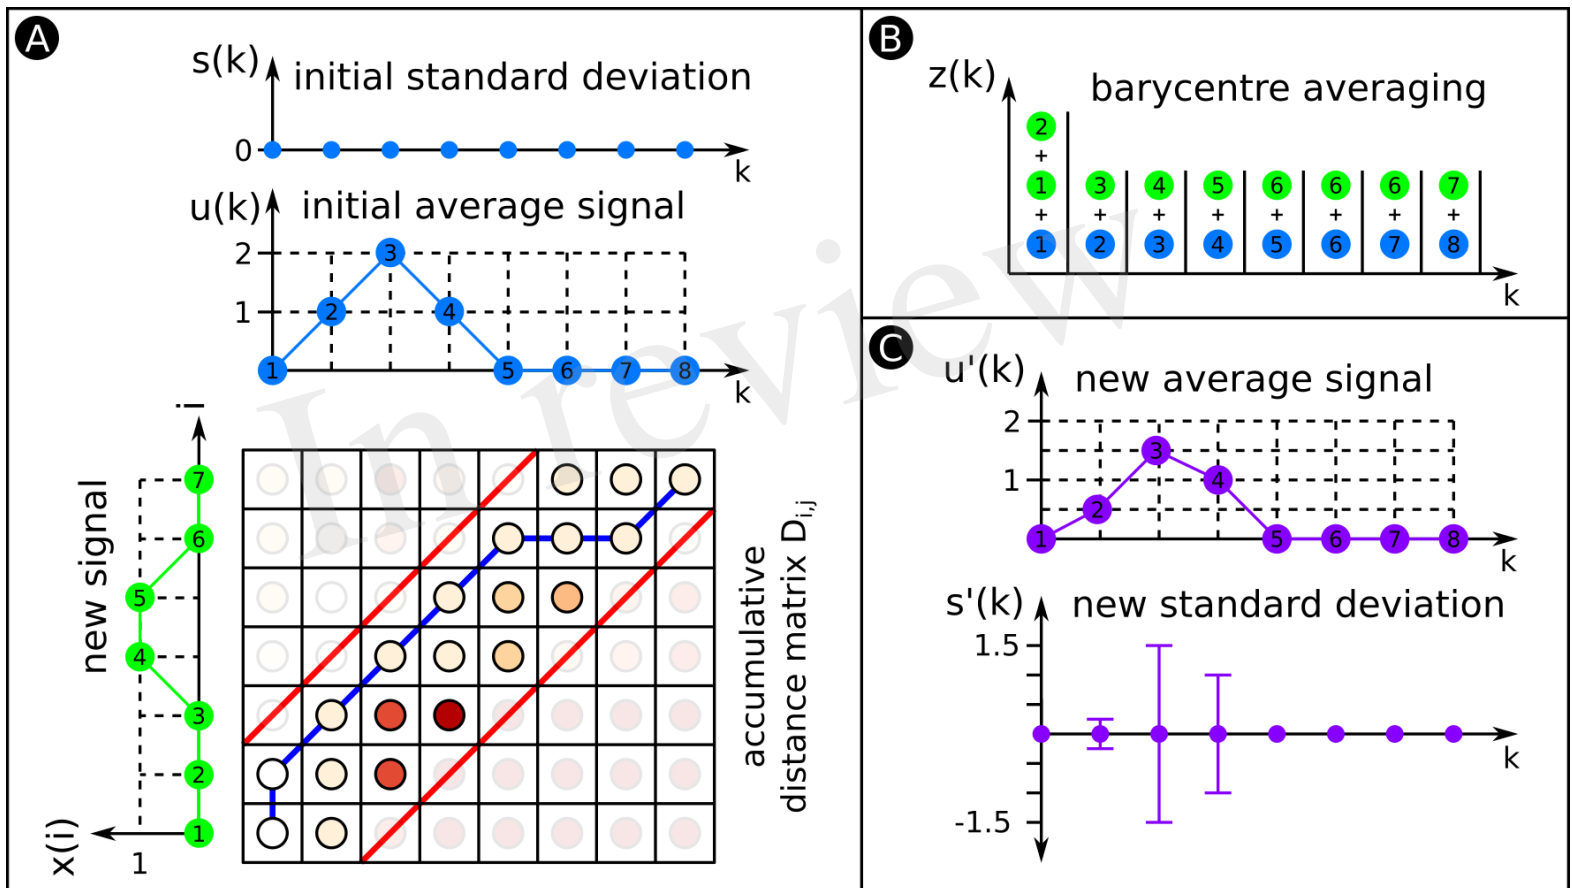 A
s(k)
initial standard deviation
0
k
u(k)
initial average signal
2
1
1 2 3 4 5 6 7 8
k
i
new signal
7
6
5
4
3
2
1
x(i)
1
accumulative
distance matrix D_i,j
B
z(k)
barycentre averaging
2
+
1 3 4 5 6 6 6 7
+ + + + + + + +
1 2 3 4 5 6 7 8
k
C
u'(k)
new average signal
2
1
1 2 3 4 5 6 7 8
k
s'(k)
new standard deviation
1.5
k
-1.5
In review